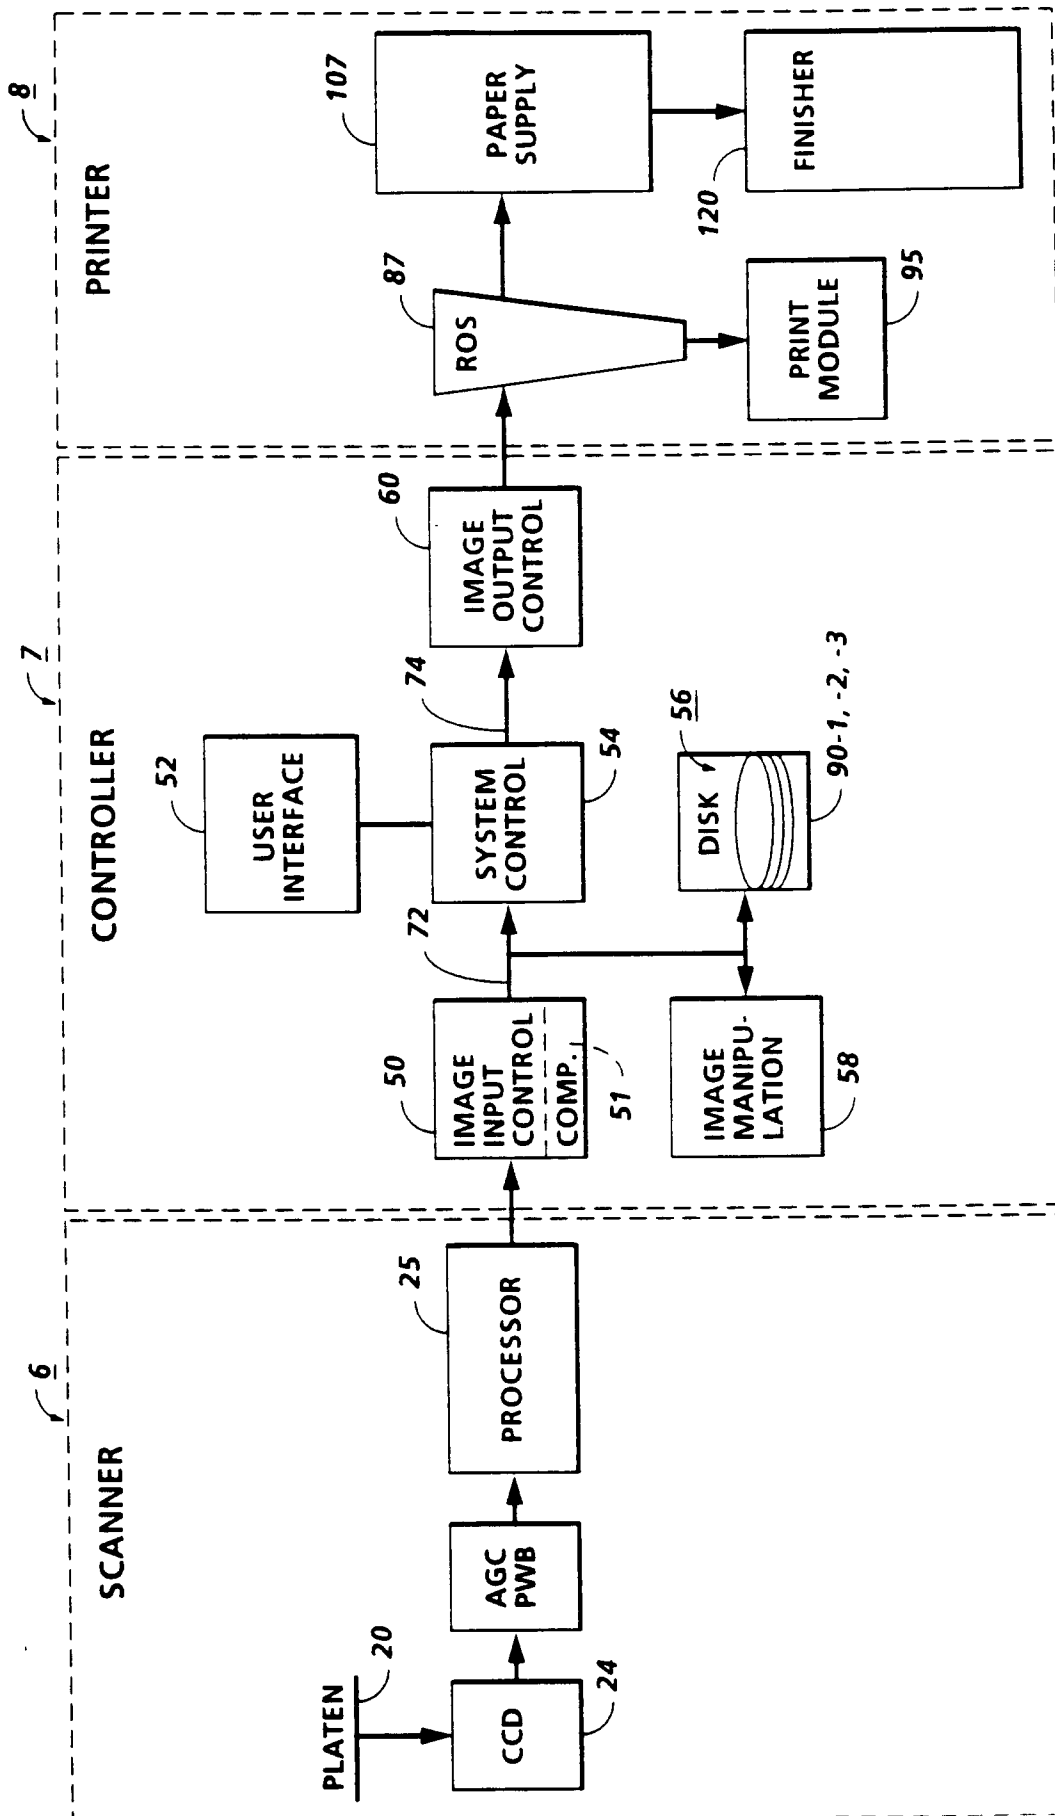 6
SCANNER
PLATEN
20
CCD
24
AGC
PWB
PROCESSOR
25
7
CONTROLLER
IMAGE
INPUT
CONTROL
COMP.
50
51
72
USER
INTERFACE
52
SYSTEM
CONTROL
54
74
IMAGE
OUTPUT
CONTROL
60
IMAGE
MANIPU-
LATION
58
DISK
56
90-1, -2, -3
8
PRINTER
ROS
87
PRINT
MODULE
95
PAPER
SUPPLY
107
FINISHER
120